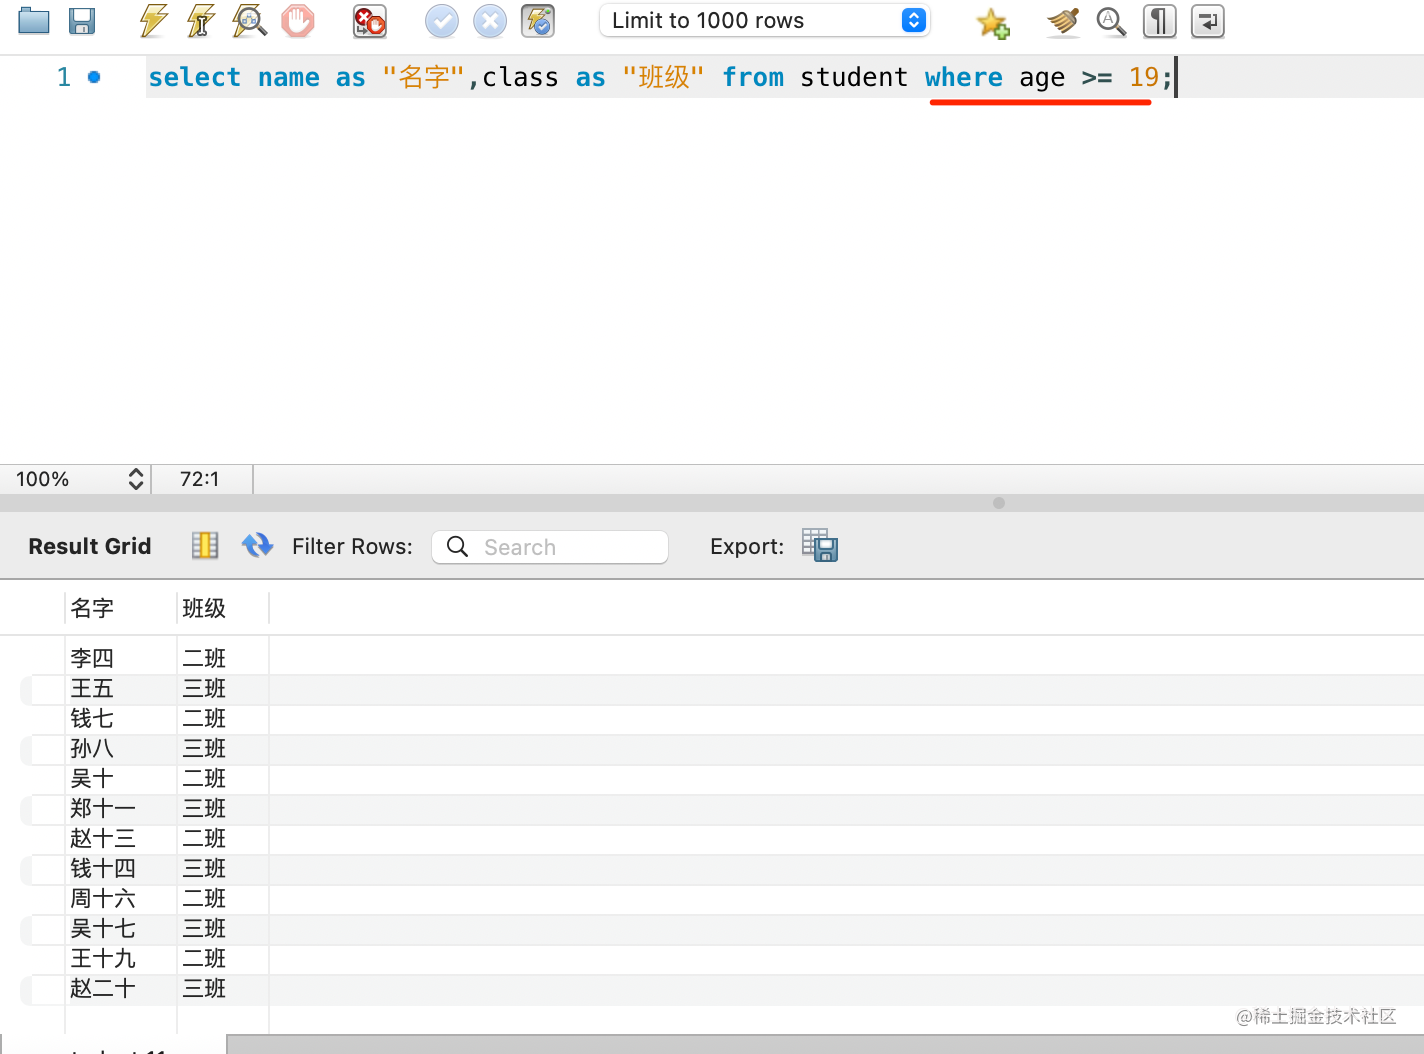 Limit to 1000 rows
1 select name as "名字",class as "班级" from student where age >= 19;
100% 72:1
Result Grid Filter Rows: Search Export:
名字 班级
李四 二班
王五 三班
钱七 二班
孙八 三班
吴十 二班
郑十一 三班
赵十三 二班
钱十四 三班
周十六 二班
吴十七 三班
王十九 二班
赵二十 三班
@稀土掘金技术社区